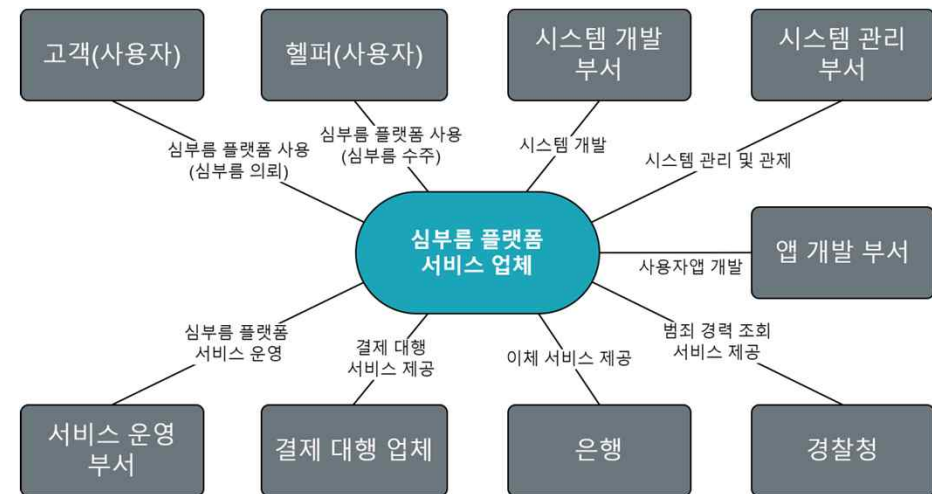 고객(사용자)
헬퍼(사용자)
시스템 개발
부서
시스템 관리
부서
심부름 플랫폼 사용
(심부름 의뢰)
심부름 플랫폼 사용
(심부름 수주)
시스템 개발
시스템 관리 및 관제
심부름 플랫폼
서비스 업체
사용자앱 개발
앱 개발 부서
심부름 플랫폼
서비스 운영
결제 대행
서비스 제공
이체 서비스 제공
범죄 경력 조회
서비스 제공
서비스 운영
부서
결제 대행 업체
은행
경찰청